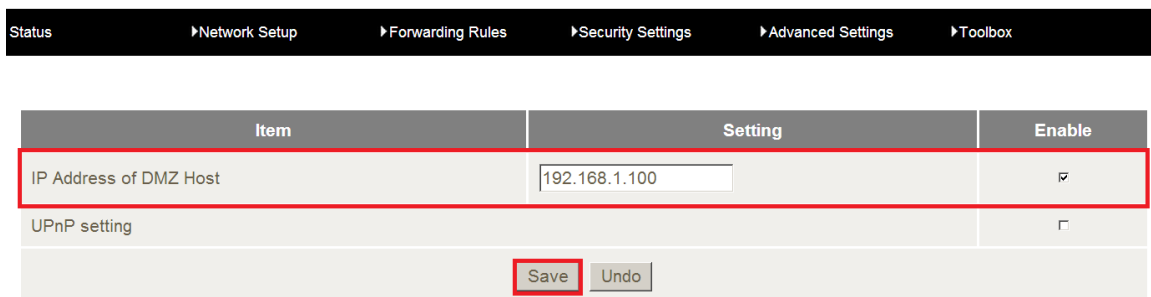 Status ▶Network Setup ▶Forwarding Rules ▶Security Settings ▶Advanced Settings ▶Toolbox
Item Setting Enable
IP Address of DMZ Host 192.168.1.100
UPnP setting
Save Undo